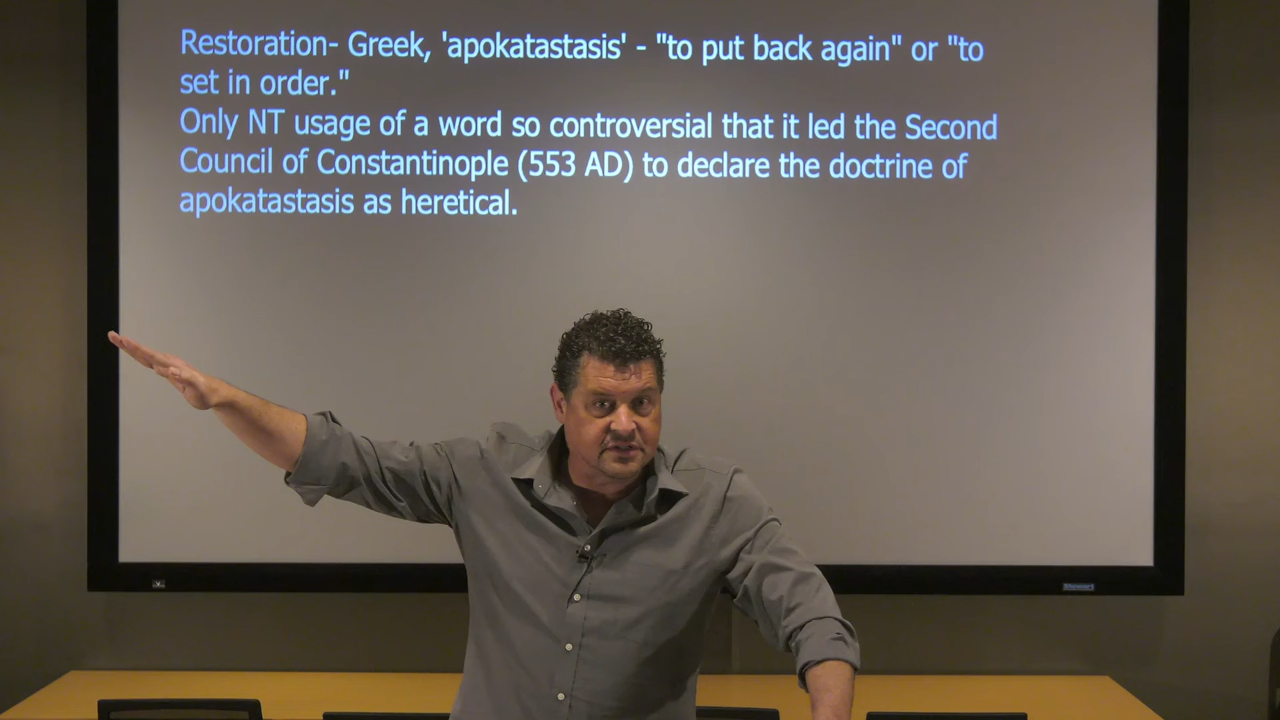 Restoration- Greek, 'apokatastasis' - "to put back again" or "to
set in order."
Only NT usage of a word so controversial that it led the Second
Council of Constantinople (553 AD) to declare the doctrine of
apokatastasis as heretical.